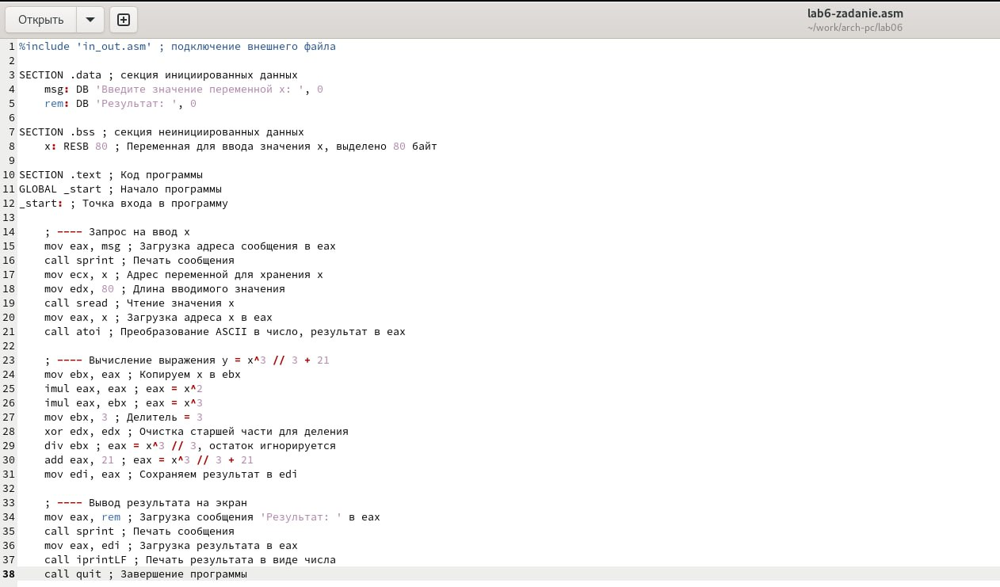 Открыть
lab6-zadanie.asm
~/work/arch-pc/lab06
1 %include 'in_out.asm' ; подключение внешнего файла
2
3 SECTION .data ; секция инициированных данных
4     msg: DB 'Введите значение переменной x: ', 0
5     rem: DB 'Результат: ', 0
6
7 SECTION .bss ; секция неинициированных данных
8     x: RESB 80 ; Переменная для ввода значения x, выделено 80 байт
9
10 SECTION .text ; Код программы
11 GLOBAL _start ; Начало программы
12 _start: ; Точка входа в программу
13
14     ; ---- Запрос на ввод x
15     mov eax, msg ; Загрузка адреса сообщения в eax
16     call sprint ; Печать сообщения
17     mov ecx, x ; Адрес переменной для хранения x
18     mov edx, 80 ; Длина вводимого значения
19     call sread ; Чтение значения x
20     mov eax, x ; Загрузка адреса x в eax
21     call atoi ; Преобразование ASCII в число, результат в eax
22
23     ; ---- Вычисление выражения y = x^3 // 3 + 21
24     mov ebx, eax ; Копируем x в ebx
25     imul eax, eax ; eax = x^2
26     imul eax, ebx ; eax = x^3
27     mov ebx, 3 ; Делитель = 3
28     xor edx, edx ; Очистка старшей части для деления
29     div ebx ; eax = x^3 // 3, остаток игнорируется
30     add eax, 21 ; eax = x^3 // 3 + 21
31     mov edi, eax ; Сохраняем результат в edi
32
33     ; ---- Вывод результата на экран
34     mov eax, rem ; Загрузка сообщения 'Результат: ' в eax
35     call sprint ; Печать сообщения
36     mov eax, edi ; Загрузка результата в eax
37     call iprintLF ; Печать результата в виде числа
38     call quit ; Завершение программы